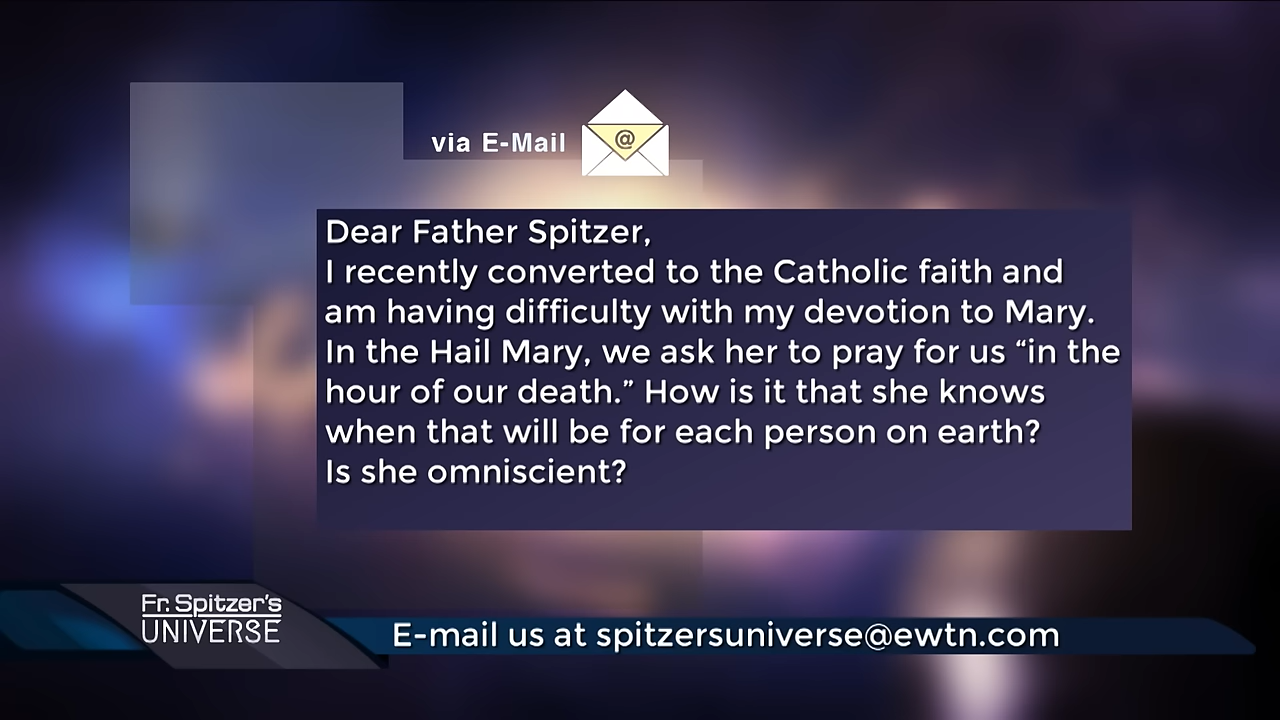 via E-Mail
@
Dear Father Spitzer,
I recently converted to the Catholic faith and
am having difficulty with my devotion to Mary.
In the Hail Mary, we ask her to pray for us “in the
hour of our death.” How is it that she knows
when that will be for each person on earth?
Is she omniscient?
Fr. Spitzer's
UNIVERSE
E-mail us at spitzersuniverse@ewtn.com